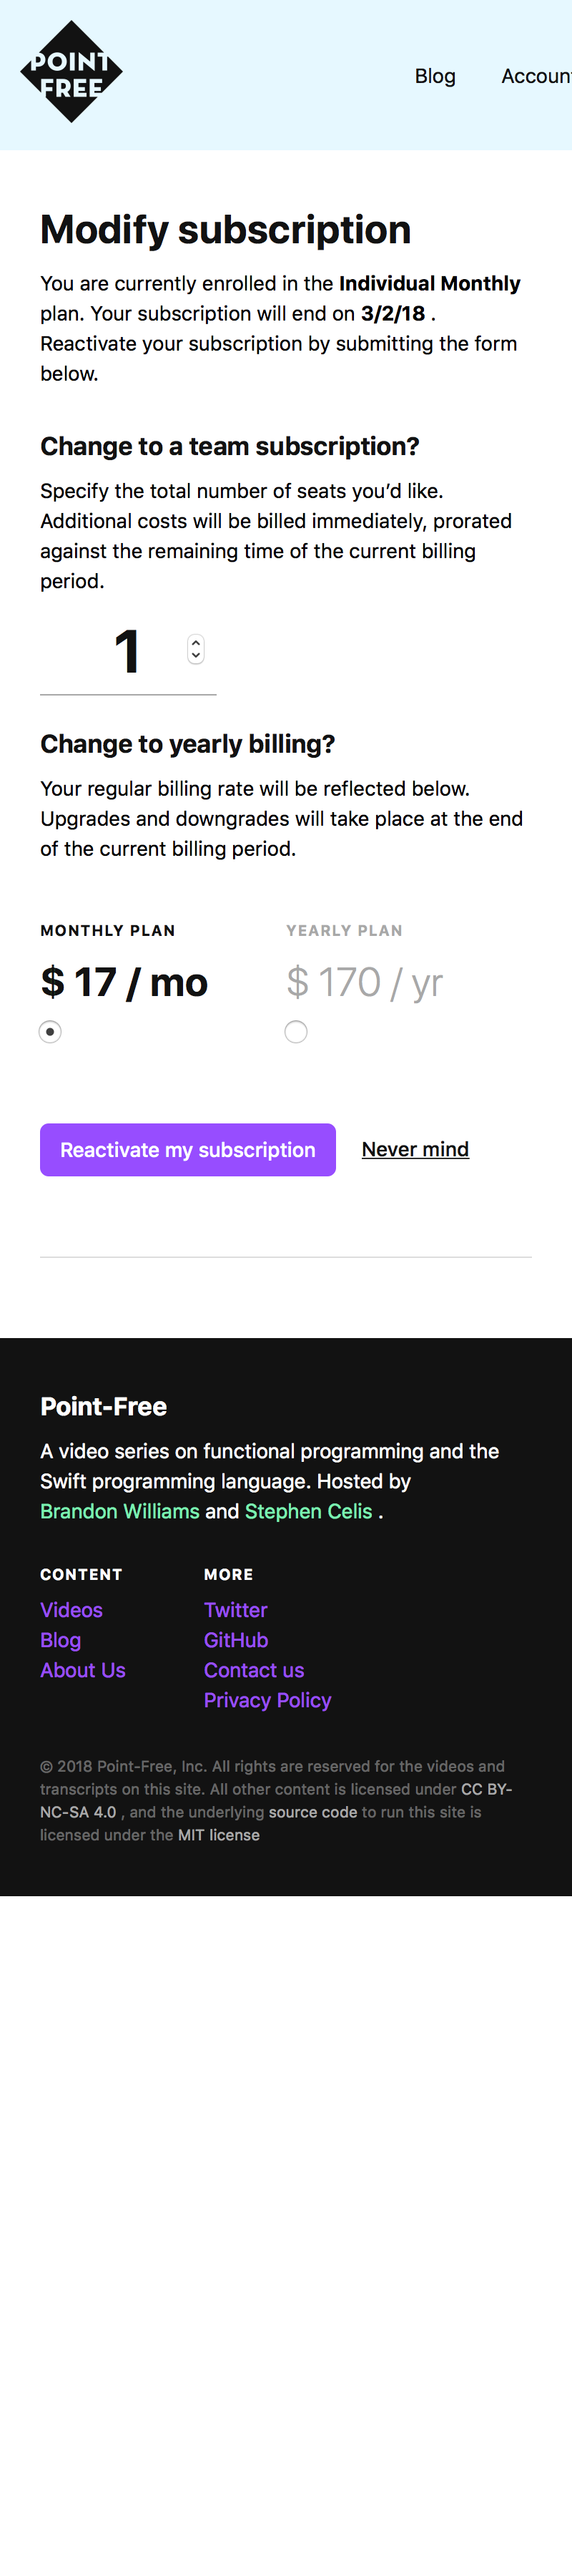 POINT
FREE
Blog
Accoun
Modify subscription
You are currently enrolled in the Individual Monthly
plan. Your subscription will end on 3/2/18 .
Reactivate your subscription by submitting the form
below.
Change to a team subscription?
Specify the total number of seats you’d like.
Additional costs will be billed immediately, prorated
against the remaining time of the current billing
period.
1
Change to yearly billing?
Your regular billing rate will be reflected below.
Upgrades and downgrades will take place at the end
of the current billing period.
MONTHLY PLAN
$ 17 / mo
YEARLY PLAN
$ 170 / yr
Reactivate my subscription
Never mind
Point-Free
A video series on functional programming and the
Swift programming language. Hosted by
Brandon Williams and Stephen Celis .
CONTENT
Videos
Blog
About Us
MORE
Twitter
GitHub
Contact us
Privacy Policy
© 2018 Point-Free, Inc. All rights are reserved for the videos and
transcripts on this site. All other content is licensed under CC BY-
NC-SA 4.0 , and the underlying source code to run this site is
licensed under the MIT license